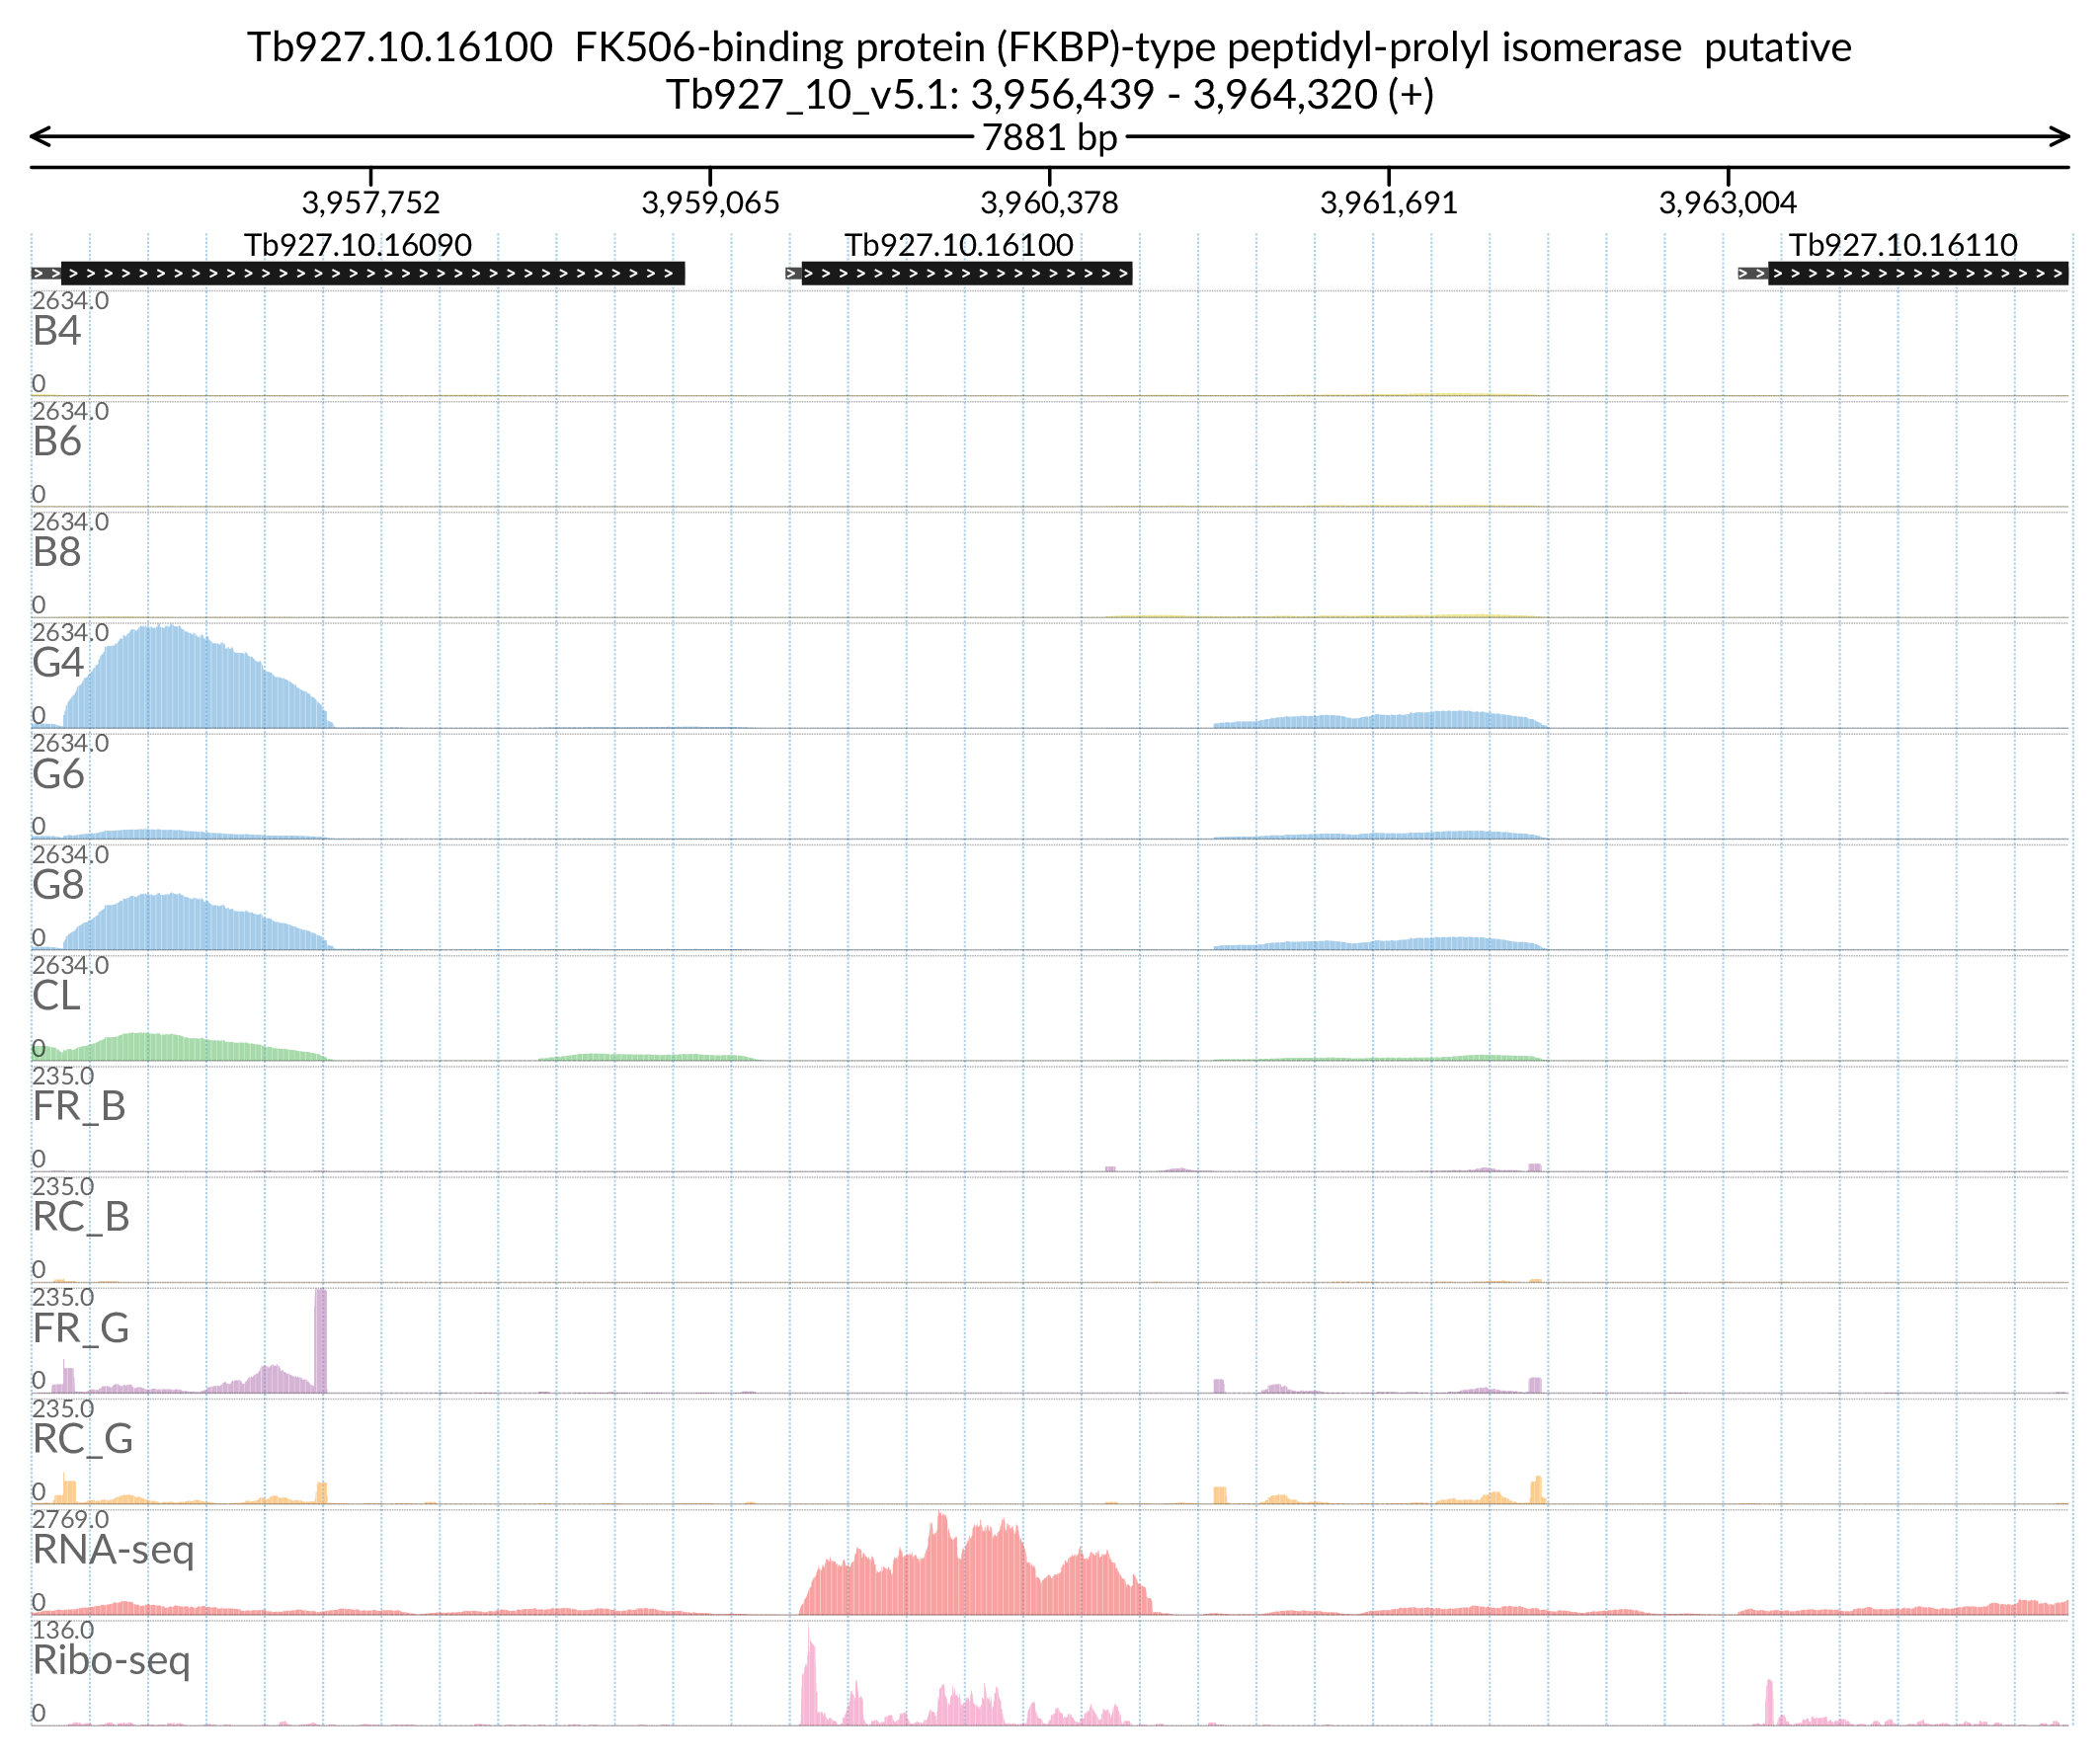 Tb927.10.16100 FK506-binding protein (FKBP)-type peptidyl-prolyl isomerase putative
Tb927_10_v5.1: 3,956,439 - 3,964,320 (+)
7881 bp
3,957,752 3,959,065 3,960,378 3,961,691 3,963,004
Tb927.10.16090 Tb927.10.16100 Tb927.10.16110
2634.0
B4
0
2634.0
B6
0
2634.0
B8
0
2634.0
G4
0
2634.0
G6
0
2634.0
G8
0
2634.0
CL
0
235.0
FR_B
0
235.0
RC_B
0
235.0
FR_G
0
235.0
RC_G
0
2769.0
RNA-seq
0
136.0
Ribo-seq
0